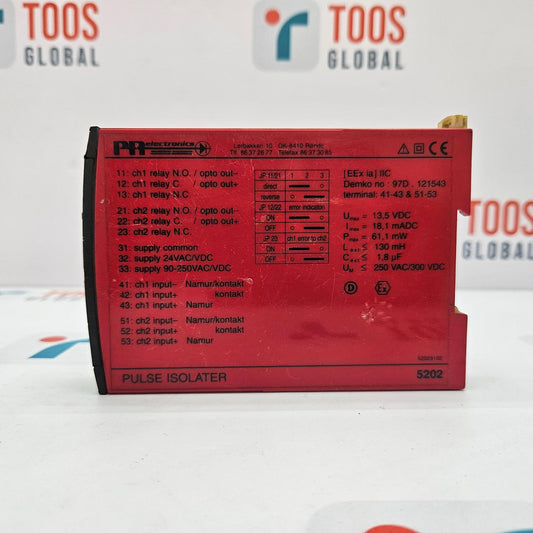 TOOS
GLOBAL
TOOS
GLOBAL
PR electronics
Lerbakken 10 DK-8410 Rønde
Tlf. 86 37 26 77 Telefax 86 37 30 85
11: ch1 relay N.O. / opto out-
12: ch1 relay C. / opto out+
13: ch1 relay N.C.
21: ch2 relay N.O. / opto out-
22: ch2 relay C. / opto out+
23: ch2 relay N.C.
31: supply common
32: supply 24VAC/VDC
33: supply 90-250VAC/VDC
41: ch1 input- Namur/kontakt
42: ch1 input+ kontakt
43: ch1 input+ Namur
51: ch2 input- Namur/kontakt
52: ch2 input+ kontakt
53: ch2 input+ Namur
JP 11/21 1 2 3
direct
reverse
JP 12/22 error indication
ON
OFF
JP 23 ch1 error to ch2
ON
OFF
[EEx ia] IIC
Demko no : 97D . 121543
terminal: 41-43 & 51-53
Umax = 13,5 VDC
Imax = 18,1 mADC
Pmax = 61,1 mW
Lext ≤ 130 mH
Cext ≤ 1,8 µF
UM ≤ 250 VAC/300 VDC
D Ex
PULSE ISOLATER
5202
TOOS
GLOBAL
TOOS
GLOBAL
TOOS
TOOS